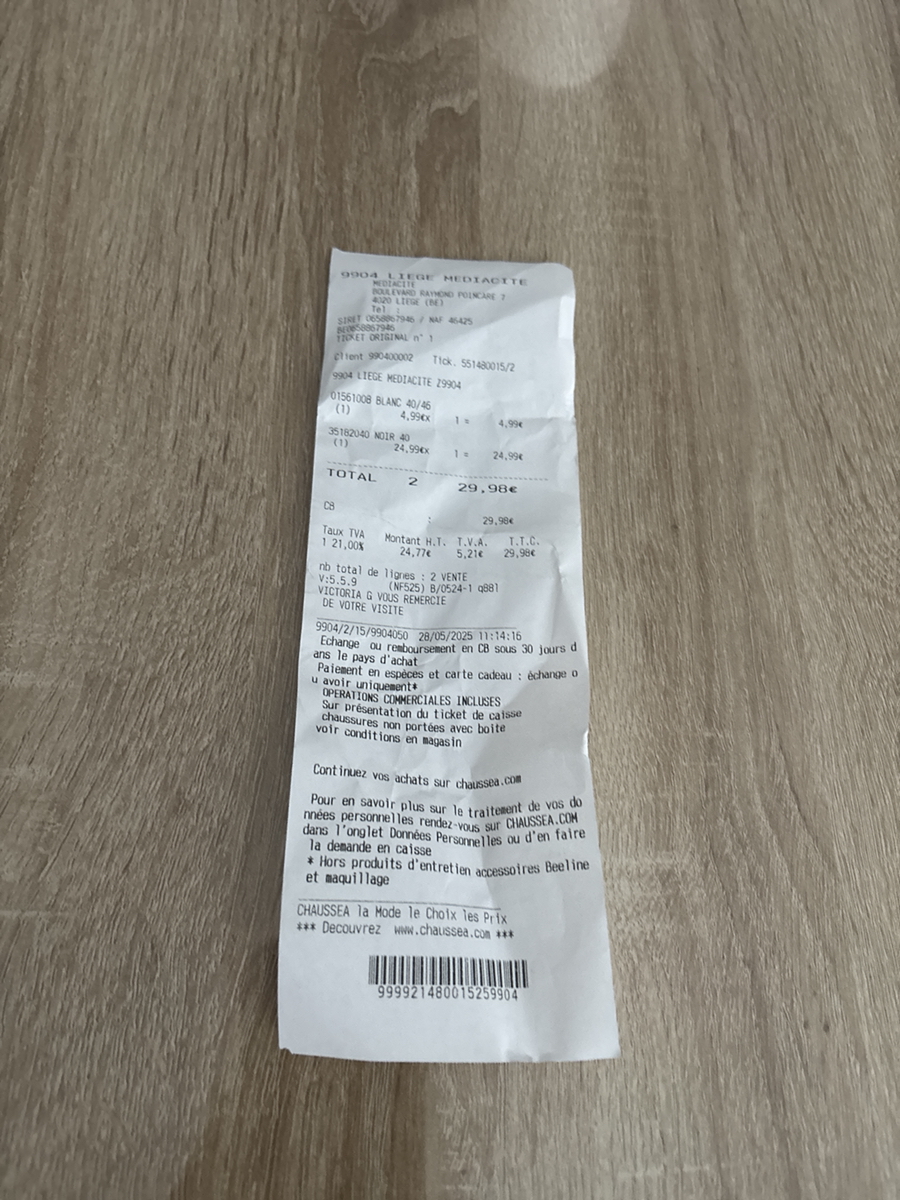 9904 LIEGE MEDIACITE
MEDIACITE
BOULEVARD RAYMOND POINCARE 7
4020 LIEGE (BE)
Tel :
SIRET 0658867946 / NAF 46425
BE0658867946
TICKET ORIGINAL n° 1
Client 990400002 Tick. 551480015/2
9904 LIEGE MEDIACITE Z9904
01561008 BLANC 40/46
(1) 4,99€x 1 = 4,99€
35182040 NOIR 40
(1) 24,99€x 1 = 24,99€
TOTAL 2 29,98€
CB : 29,98€
Taux TVA Montant H.T. T.V.A. T.T.C.
1 21,00% 24,77€ 5,21€ 29,98€
nb total de lignes : 2 VENTE
V:5.5.9 (NF525) B/0524-1 q88l
VICTORIA G VOUS REMERCIE
DE VOTRE VISITE
9904/2/15/9904050 28/05/2025 11:14:16
Echange ou remboursement en CB sous 30 jours d
ans le pays d'achat
Paiement en espèces et carte cadeau : échange o
u avoir uniquement*
OPERATIONS COMMERCIALES INCLUSES
Sur présentation du ticket de caisse
chaussures non portées avec boite
voir conditions en magasin
Continuez vos achats sur chaussea.com
Pour en savoir plus sur le traitement de vos do
nnées personnelles rendez-vous sur CHAUSSEA.COM
dans l'onglet Données Personnelles ou d'en faire
la demande en caisse
* Hors produits d'entretien accessoires Beeline
et maquillage
CHAUSSEA la Mode le Choix les Prix
*** Decouvrez www.chaussea.com ***
999921480015259904